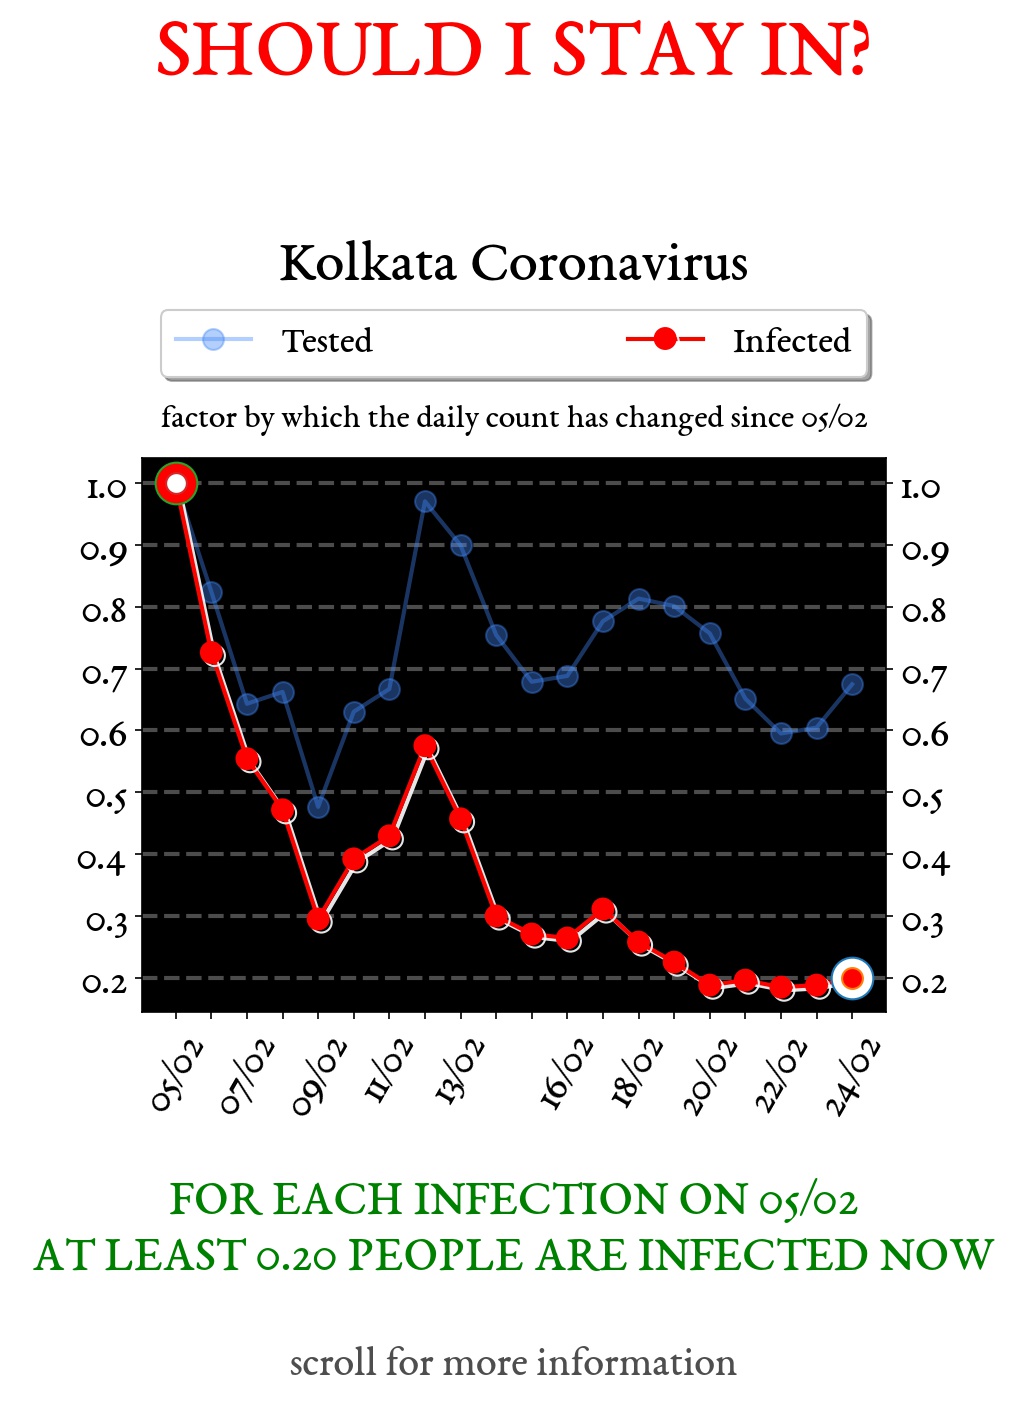 SHOULD I STAY IN?
Kolkata Coronavirus
Tested Infected
factor by which the daily count has changed since 05/02
1.0 1.0
0.9 0.9
0.8 0.8
0.7 0.7
0.6 0.6
0.5 0.5
0.4 0.4
0.3 0.3
0.2 0.2
05/02 07/02 09/02 11/02 13/02 16/02 18/02 20/02 22/02 24/02
FOR EACH INFECTION ON 05/02
AT LEAST 0.20 PEOPLE ARE INFECTED NOW
scroll for more information